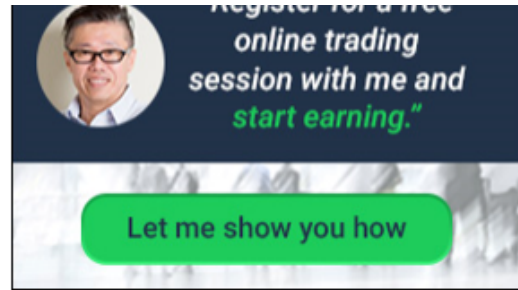 "Register for a free
online trading
session with me and
start earning."
Let me show you how